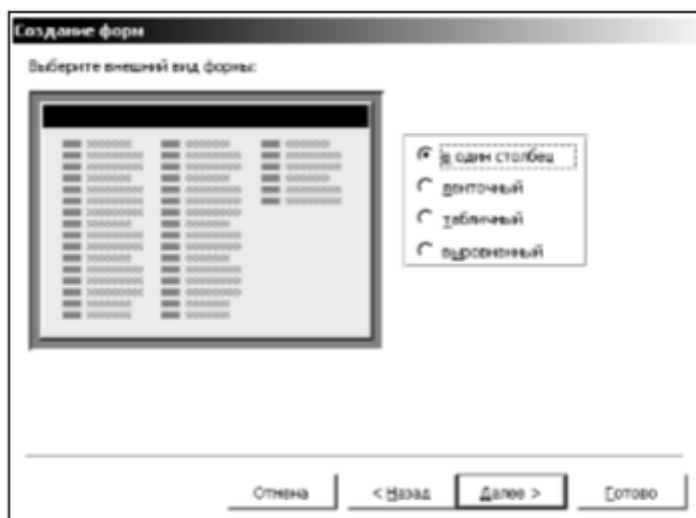 Создание форм
Выберите внешний вид формы:
в один столбец
ленточный
табличный
выровненный
Отмена
< Назад
Далее >
Готово